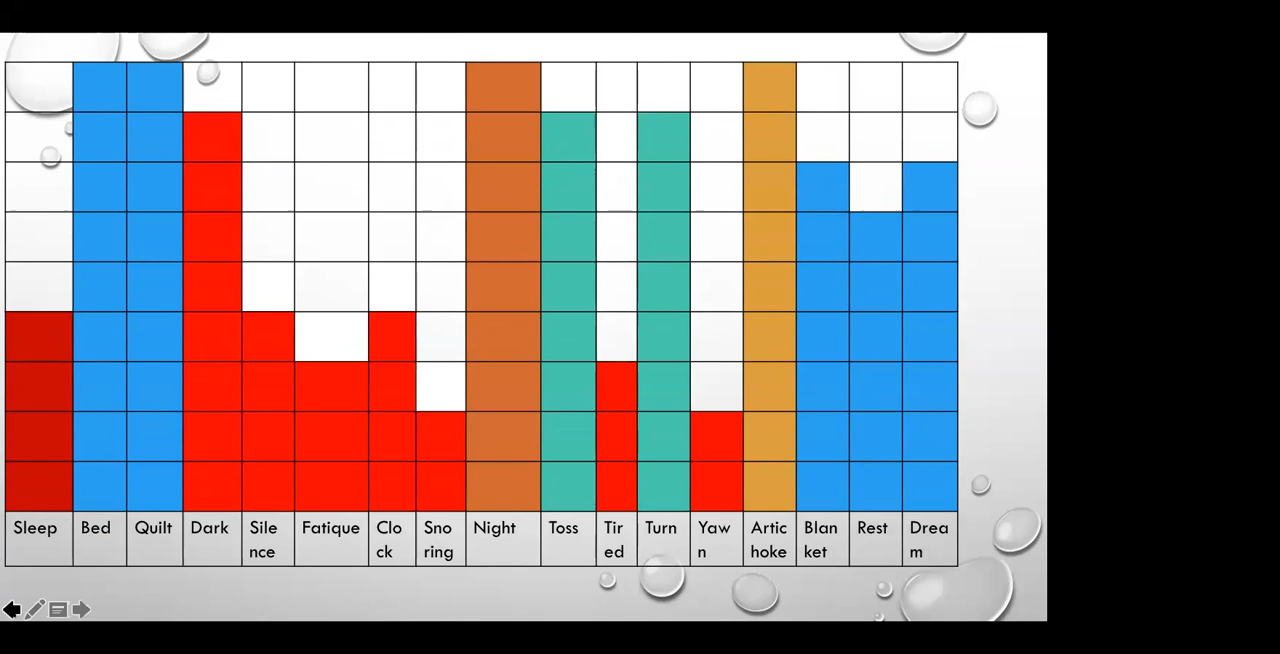 Sleep Bed Quilt Dark Sile Fatique Clo Sno Night Toss Tir Turn Yaw Artic Blan Rest Drea
nce ck ring ed n hoke ket m